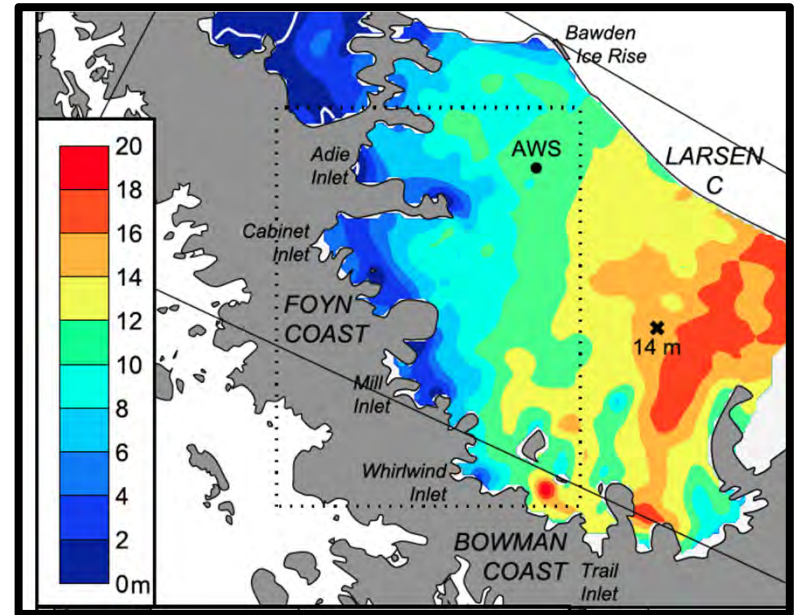 Bawden
Ice Rise
20
18
16
14
12
10
8
6
4
2
0m
Adie
Inlet
AWS
LARSEN
C
Cabinet
Inlet
FOYN
COAST
14 m
Mill
Inlet
Whirlwind
Inlet
BOWMAN
COAST
Trail
Inlet